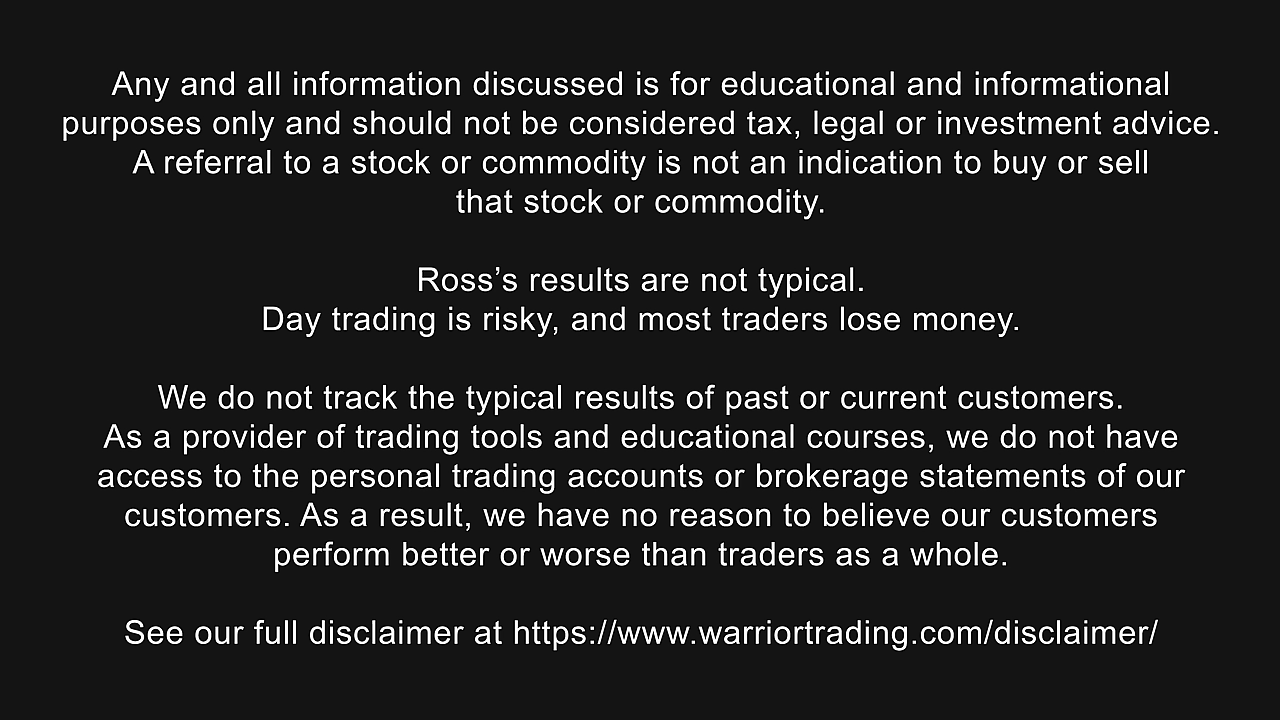 Any and all information discussed is for educational and informational
purposes only and should not be considered tax, legal or investment advice.
A referral to a stock or commodity is not an indication to buy or sell
that stock or commodity.
Ross’s results are not typical.
Day trading is risky, and most traders lose money.
We do not track the typical results of past or current customers.
As a provider of trading tools and educational courses, we do not have
access to the personal trading accounts or brokerage statements of our
customers. As a result, we have no reason to believe our customers
perform better or worse than traders as a whole.
See our full disclaimer at https://www.warriortrading.com/disclaimer/